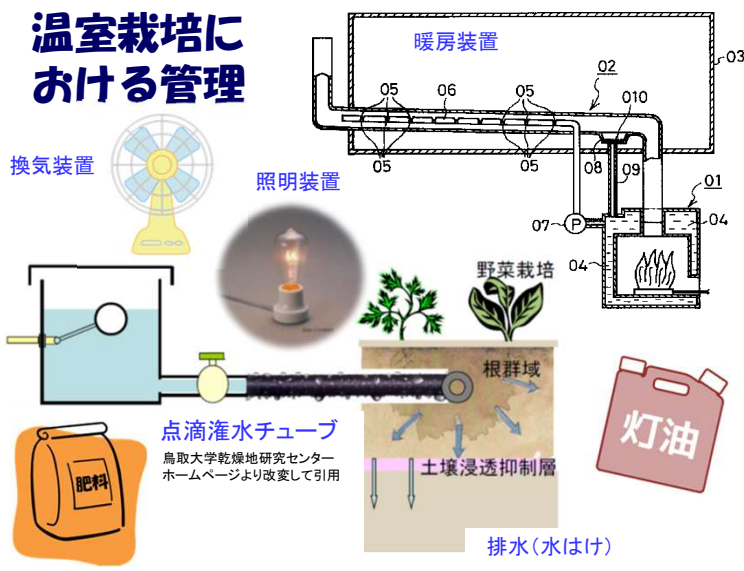 温室栽培に
おける管理
暖房装置
03
02
010
05
06
05
05
05
08
09
07
P
01
04
04
換気装置
照明装置
野菜栽培
根群域
点滴潅水チューブ
鳥取大学乾燥地研究センター
ホームページより改変して引用
土壌浸透抑制層
肥料
灯油
排水（水はけ）